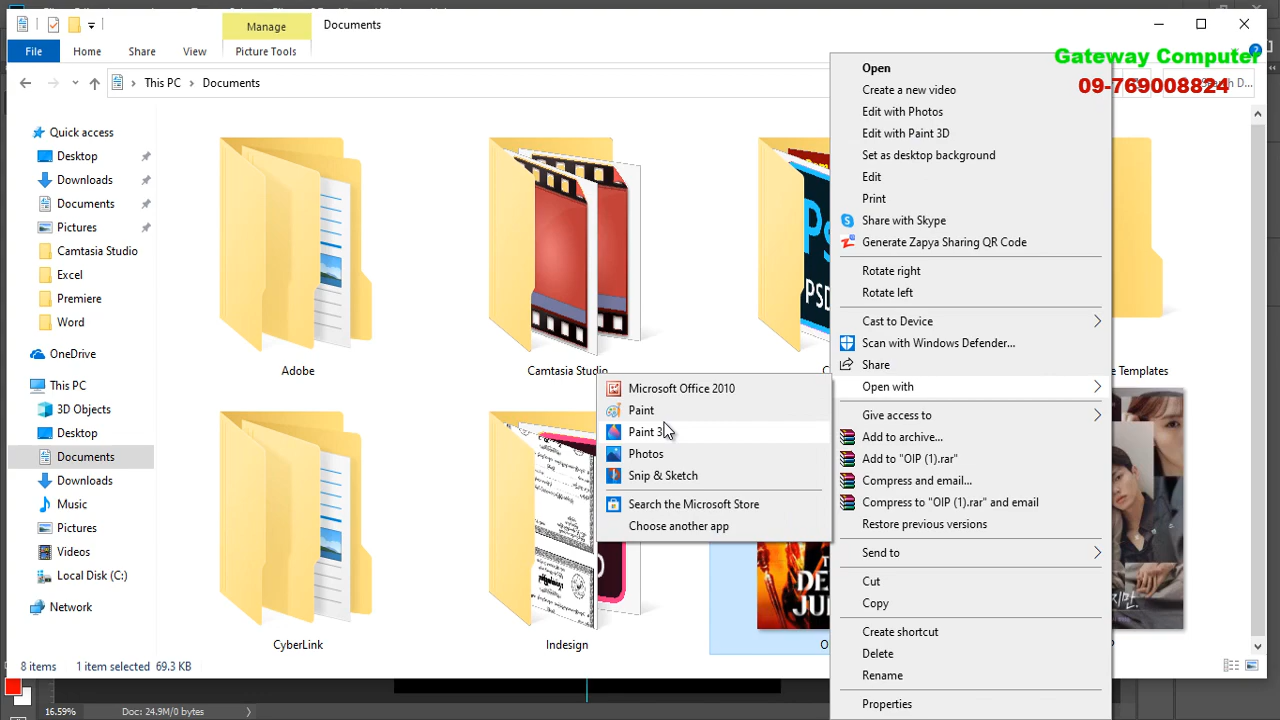 Manage
Documents
File
Home
Share
View
Picture Tools
Gateway Computer
09-769008824
This PC
Documents
Quick access
Desktop
Downloads
Documents
Pictures
Camtasia Studio
Excel
Premiere
Word
OneDrive
This PC
3D Objects
Desktop
Documents
Downloads
Music
Pictures
Videos
Local Disk (C:)
Network
Adobe
Camtasia Studio
Templates
CyberLink
Indesign
Open
Create a new video
Edit with Photos
Edit with Paint 3D
Set as desktop background
Edit
Print
Share with Skype
Generate Zapya Sharing QR Code
Rotate right
Rotate left
Cast to Device
Scan with Windows Defender...
Share
Open with
Give access to
Add to archive...
Add to "OIP (1).rar"
Compress and email...
Compress to "OIP (1).rar" and email
Restore previous versions
Send to
Cut
Copy
Create shortcut
Delete
Rename
Properties
Microsoft Office 2010
Paint
Paint 3
Photos
Snip & Sketch
Search the Microsoft Store
Choose another app
8 items
1 item selected 69.3 KB
16.59%
Doc: 24.9M/0 bytes